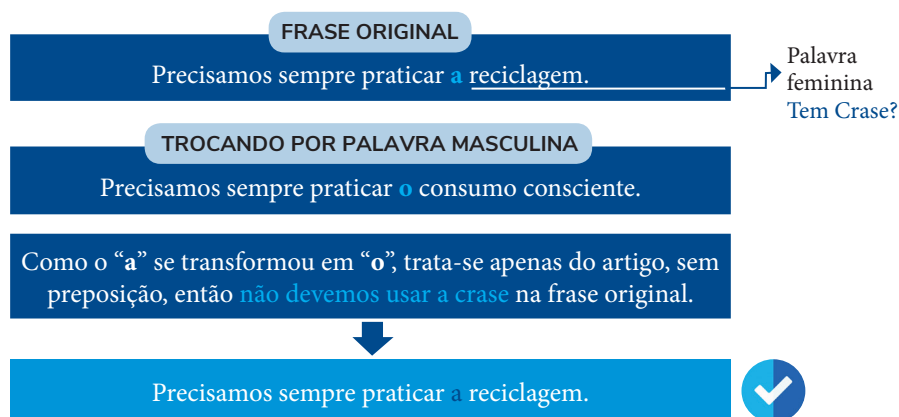 FRASE ORIGINAL
Precisamos sempre praticar a reciclagem.
Palavra
feminina
Tem Crase?
TROCANDO POR PALAVRA MASCULINA
Precisamos sempre praticar o consumo consciente.
Como o “a” se transformou em “o”, trata-se apenas do artigo, sem
preposição, então não devemos usar a crase na frase original.
Precisamos sempre praticar a reciclagem.